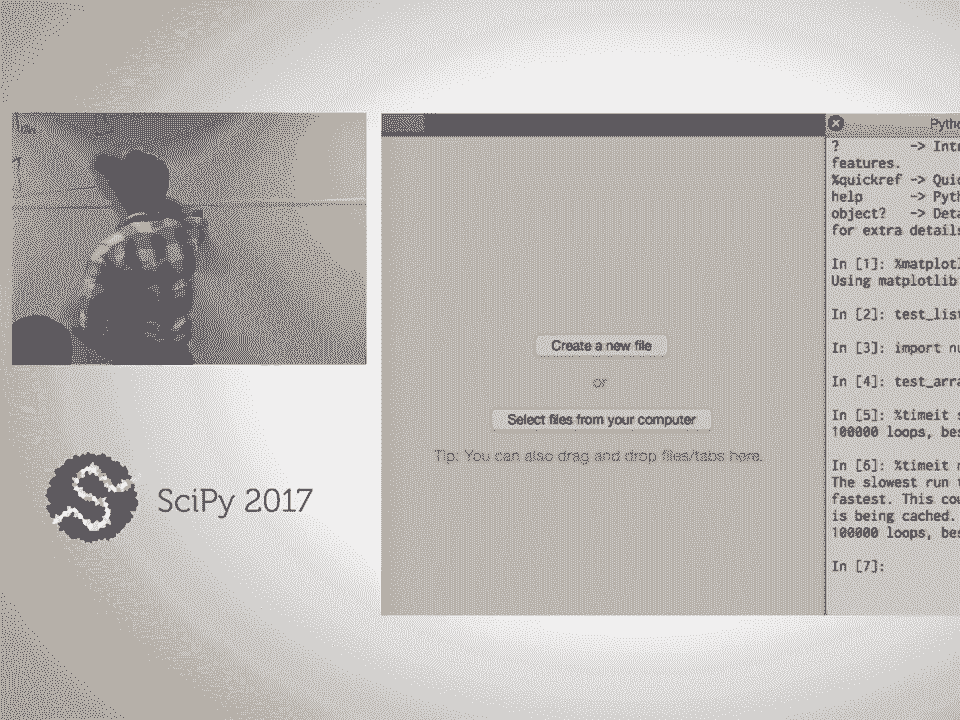 SciPy 2017
Create a new file
or
Select files from your computer
Tip: You can also drag and drop files/tabs here.
? -> Intr
features.
%quickref -> Quic
help -> Pyth
object? -> Deta
for extra details
In [1]: %matplotl
Using matplotlib
In [2]: test_list
In [3]: import nu
In [4]: test_arra
In [5]: %timeit s
100000 loops, bes
In [6]: %timeit n
The slowest run t
fastest. This cou
is being cached.
100000 loops, bes
In [7]: